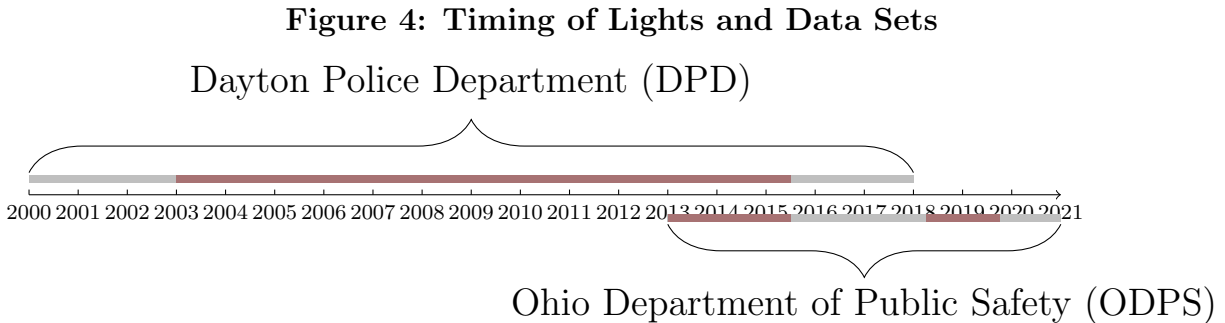 Figure 4: Timing of Lights and Data Sets
Dayton Police Department (DPD)
2000 2001 2002 2003 2004 2005 2006 2007 2008 2009 2010 2011 2012 2013 2014 2015 2016 2017 2018 2019 2020 2021
Ohio Department of Public Safety (ODPS)